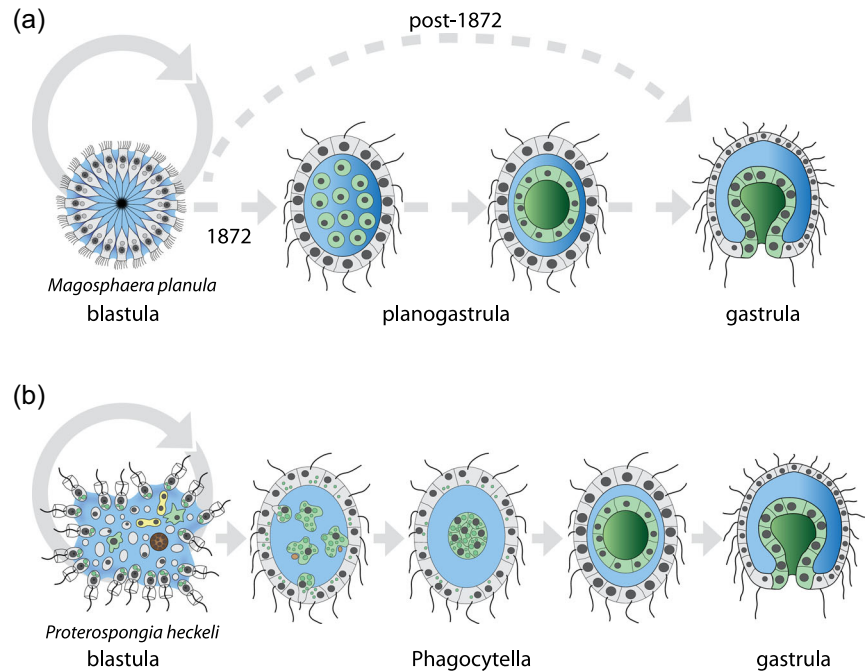 (a)
post-1872
1872
Magosphaera planula
blastula
planogastrula
gastrula
(b)
Proterospongia heckeli
blastula
Phagocytella
gastrula